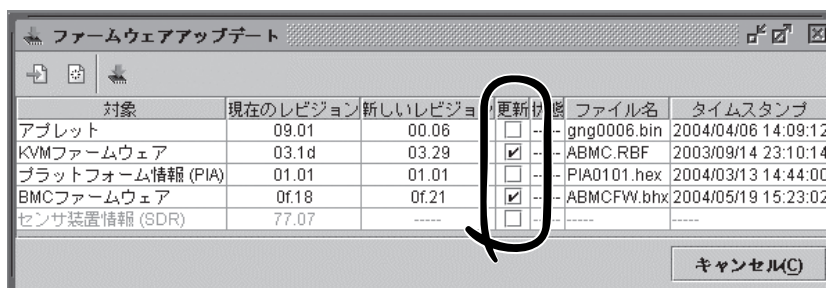 ファームウェアアップデート
対象 現在のレビジョン 新しいレビジョン 更新 状態 ファイル名 タイムスタンプ
アプレット 09.01 00.06 ----- gng0006.bin 2004/04/06 14:09:12
KVMファームウェア 03.1d 03.29 ----- ABMC.RBF 2003/09/14 23:10:14
プラットフォーム情報 (PIA) 01.01 01.01 ----- PIA0101.hex 2004/03/13 14:44:00
BMCファームウェア 0f.18 0f.21 ----- ABMCFW.bhx 2004/05/19 15:23:02
センサ装置情報 (SDR) 77.07 ----- ----- ----- -----
キャンセル(C)